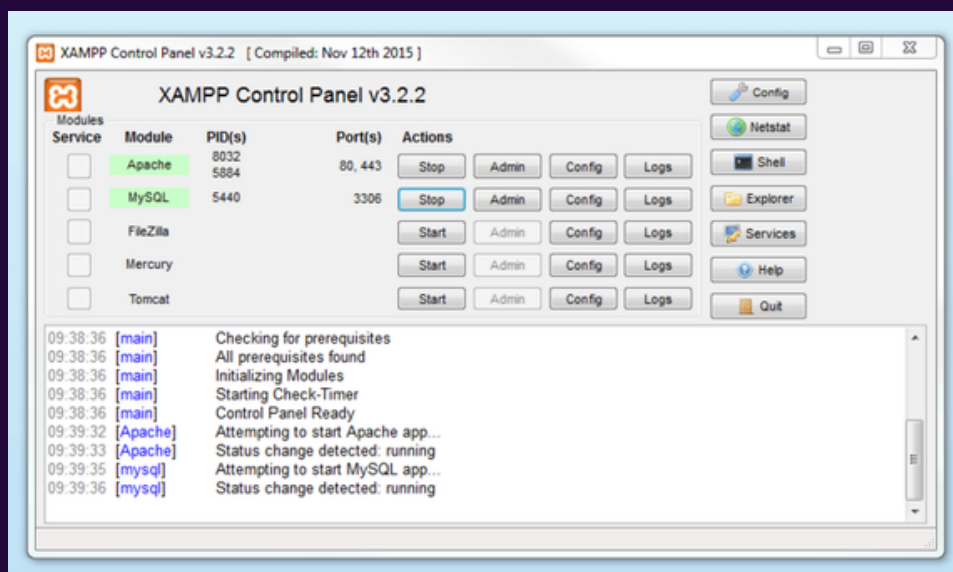 XAMPP Control Panel v3.2.2 [ Compiled: Nov 12th 2015 ]
XAMPP Control Panel v3.2.2
Config
Modules
Service Module PID(s) Port(s) Actions
Netstat
Apache 8032 5884 80, 443 Stop Admin Config Logs
Shell
MySQL 5440 3306 Stop Admin Config Logs
Explorer
FileZilla Start Admin Config Logs
Services
Mercury Start Admin Config Logs
Help
Tomcat Start Admin Config Logs
Quit
09:38:36 [main] Checking for prerequisites
09:38:36 [main] All prerequisites found
09:38:36 [main] Initializing Modules
09:38:36 [main] Starting Check-Timer
09:38:36 [main] Control Panel Ready
09:39:32 [Apache] Attempting to start Apache app...
09:39:33 [Apache] Status change detected: running
09:39:35 [mysql] Attempting to start MySQL app...
09:39:36 [mysql] Status change detected: running